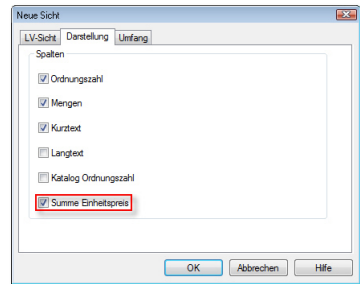 Neue Sicht
LV-Sicht Darstellung Umfang
Spalten
Ordnungszahl
Mengen
Kurztext
Langtext
Katalog Ordnungszahl
Summe Einheitspreis
OK Abbrechen Hilfe